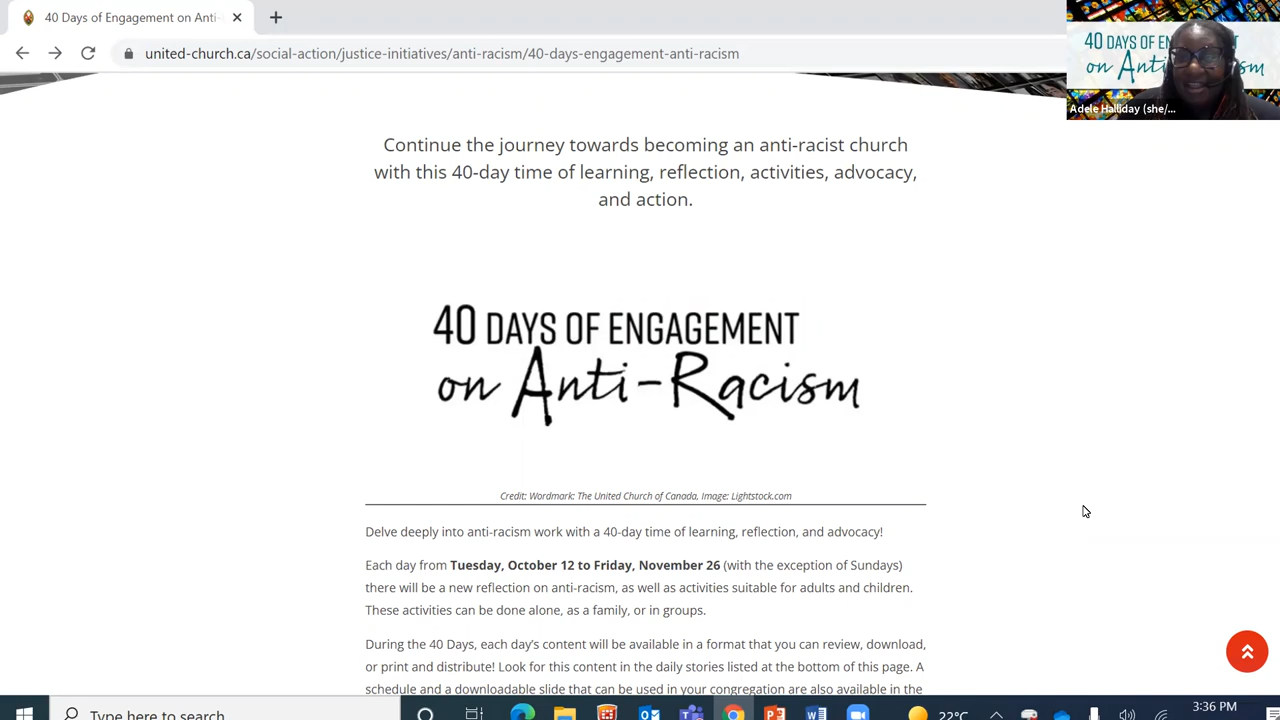 40 Days of Engagement on Anti-
united-church.ca/social-action/justice-initiatives/anti-racism/40-days-engagement-anti-racism
40 DAYS OF EN T
on Anti sm
Adele Halliday (she/...
Continue the journey towards becoming an anti-racist church
with this 40-day time of learning, reflection, activities, advocacy,
and action.
40 DAYS OF ENGAGEMENT
on Anti-Racism
Credit: Wordmark: The United Church of Canada, Image: Lightstock.com
Delve deeply into anti-racism work with a 40-day time of learning, reflection, and advocacy!
Each day from Tuesday, October 12 to Friday, November 26 (with the exception of Sundays)
there will be a new reflection on anti-racism, as well as activities suitable for adults and children.
These activities can be done alone, as a family, or in groups.
During the 40 Days, each day's content will be available in a format that you can review, download,
or print and distribute! Look for this content in the daily stories listed at the bottom of this page. A
schedule and a downloadable slide that can be used in your congregation are also available in the
Type here to search
22°C
3:36 PM